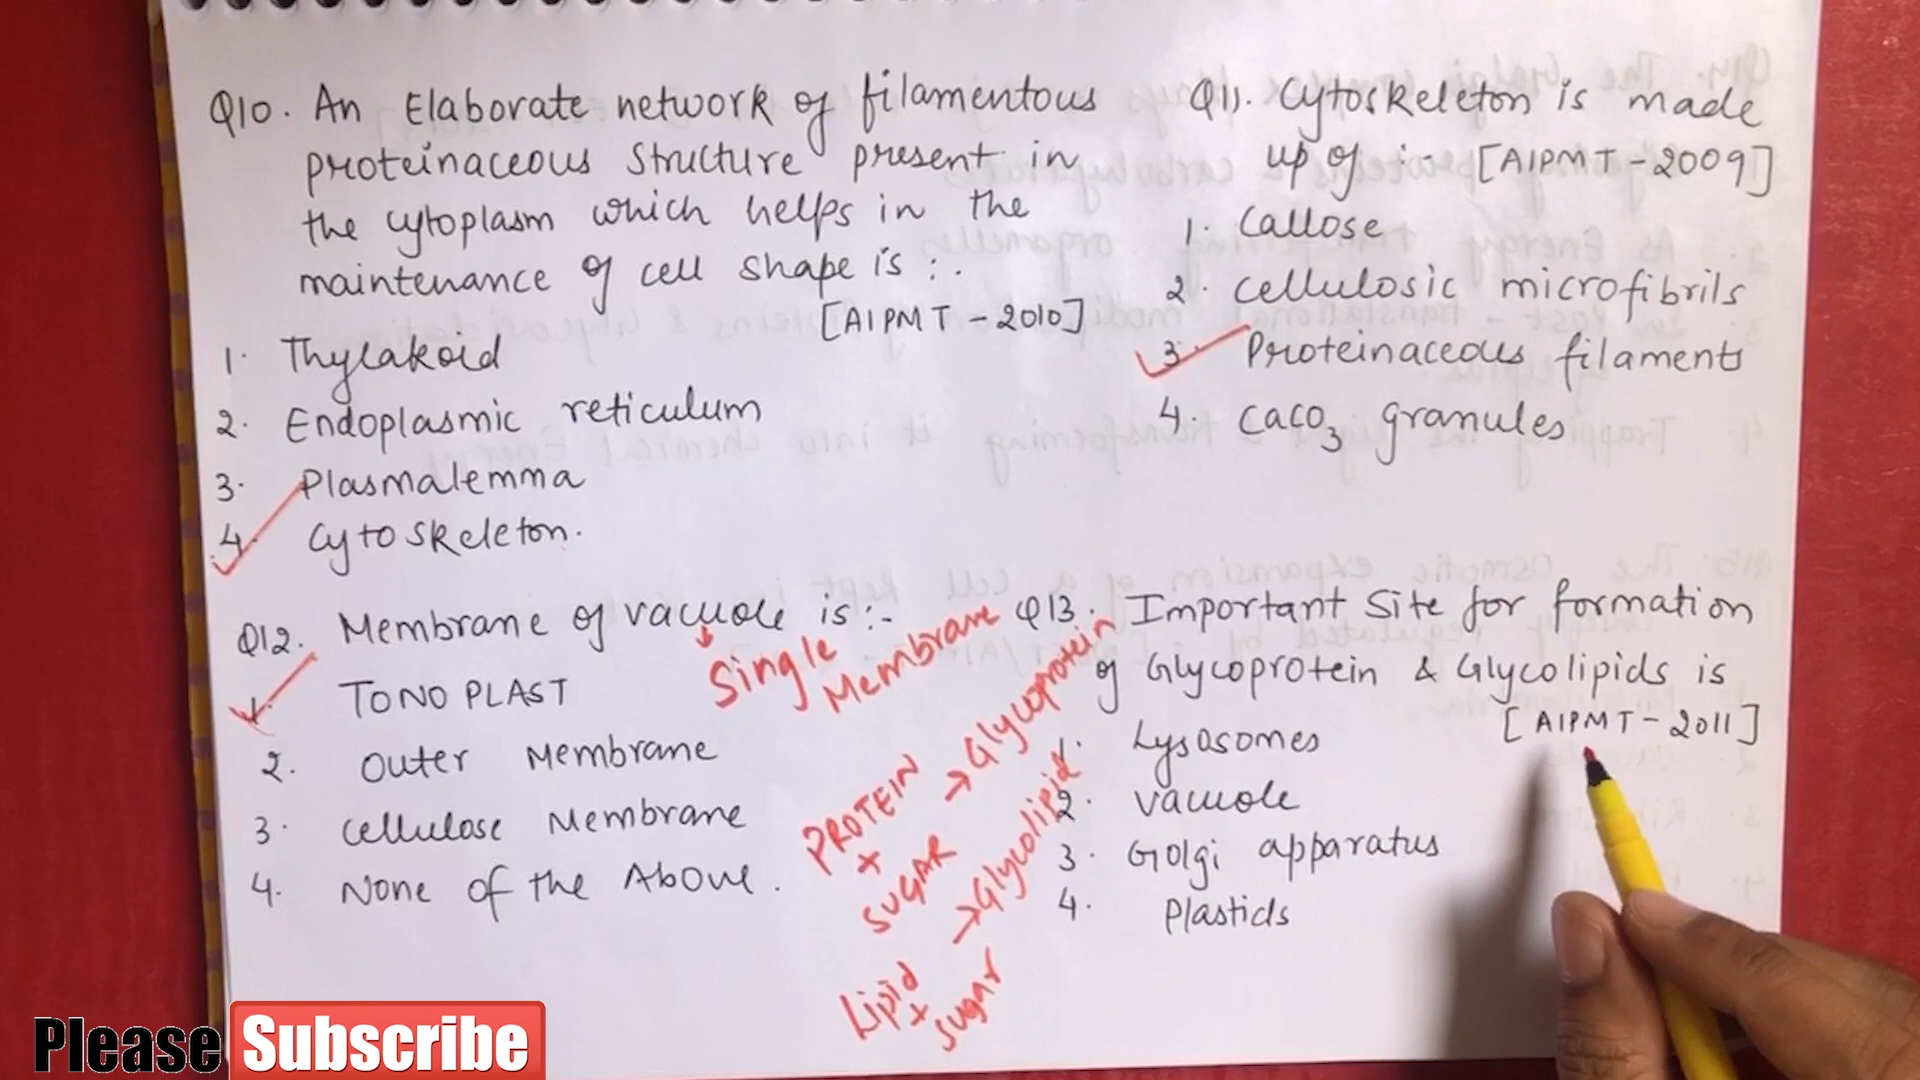 Q10. An Elaborate network of filamentous
proteinaceous structure present in
the cytoplasm which helps in the
maintenance of cell shape is :.
[AIPMT - 2010]
1. Thylakoid
2. Endoplasmic reticulum
3. Plasmalemma
4. Cytoskeleton.
Q11. Cytoskeleton is made
up of :- [AIPMT - 2009]
1. Callose
2. Cellulosic microfibrils
3. Proteinaceous filaments
4. CaCO3 granules
Q12. Membrane of vacuole is :-
Single Membrane
1. TONOPLAST
2. Outer Membrane
3. Cellulose Membrane
4. None of the Above.
PROTEIN
+
SUGAR
→ Glycoprotein
Lipid
+
Sugar
→ Glycolipid
Q13. Important Site for formation
of Glycoprotein & Glycolipids is
[AIPMT - 2011]
1. Lysosomes
2. Vacuole
3. Golgi apparatus
4. Plastids
Please Subscribe